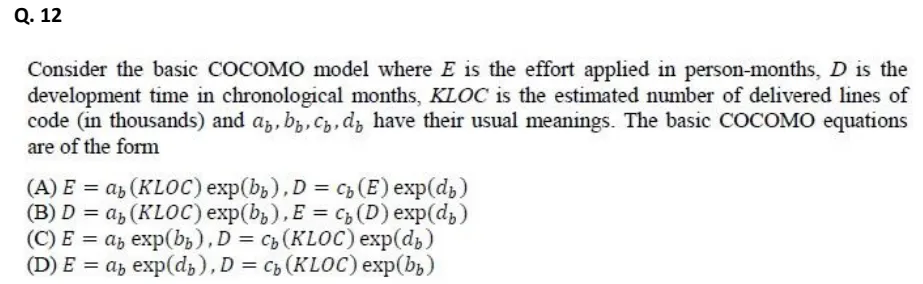 Q. 12
Consider the basic COCOMO model where E is the effort applied in person-months, D is the
development time in chronological months, KLOC is the estimated number of delivered lines of
code (in thousands) and a_b, b_b, c_b, d_b have their usual meanings. The basic COCOMO equations
are of the form
(A) E = a_b(KLOC) exp(b_b), D = c_b(E) exp(d_b)
(B) D = a_b(KLOC) exp(b_b), E = c_b(D) exp(d_b)
(C) E = a_b exp(b_b), D = c_b(KLOC) exp(d_b)
(D) E = a_b exp(d_b), D = c_b(KLOC) exp(b_b)